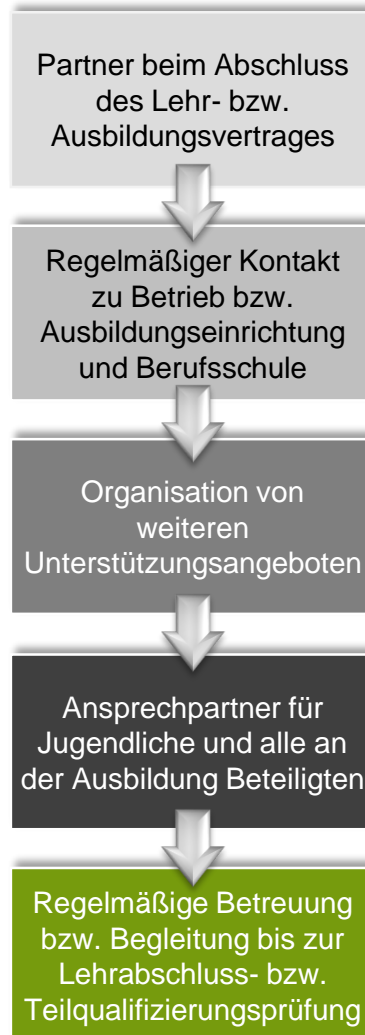 Partner beim Abschluss
des Lehr- bzw.
Ausbildungsvertrages
Regelmäßiger Kontakt
zu Betrieb bzw.
Ausbildungseinrichtung
und Berufsschule
Organisation von
weiteren
Unterstützungsangeboten
Ansprechpartner für
Jugendliche und alle an
der Ausbildung Beteiligten
Regelmäßige Betreuung
bzw. Begleitung bis zur
Lehrabschluss- bzw.
Teilqualifizierungsprüfung